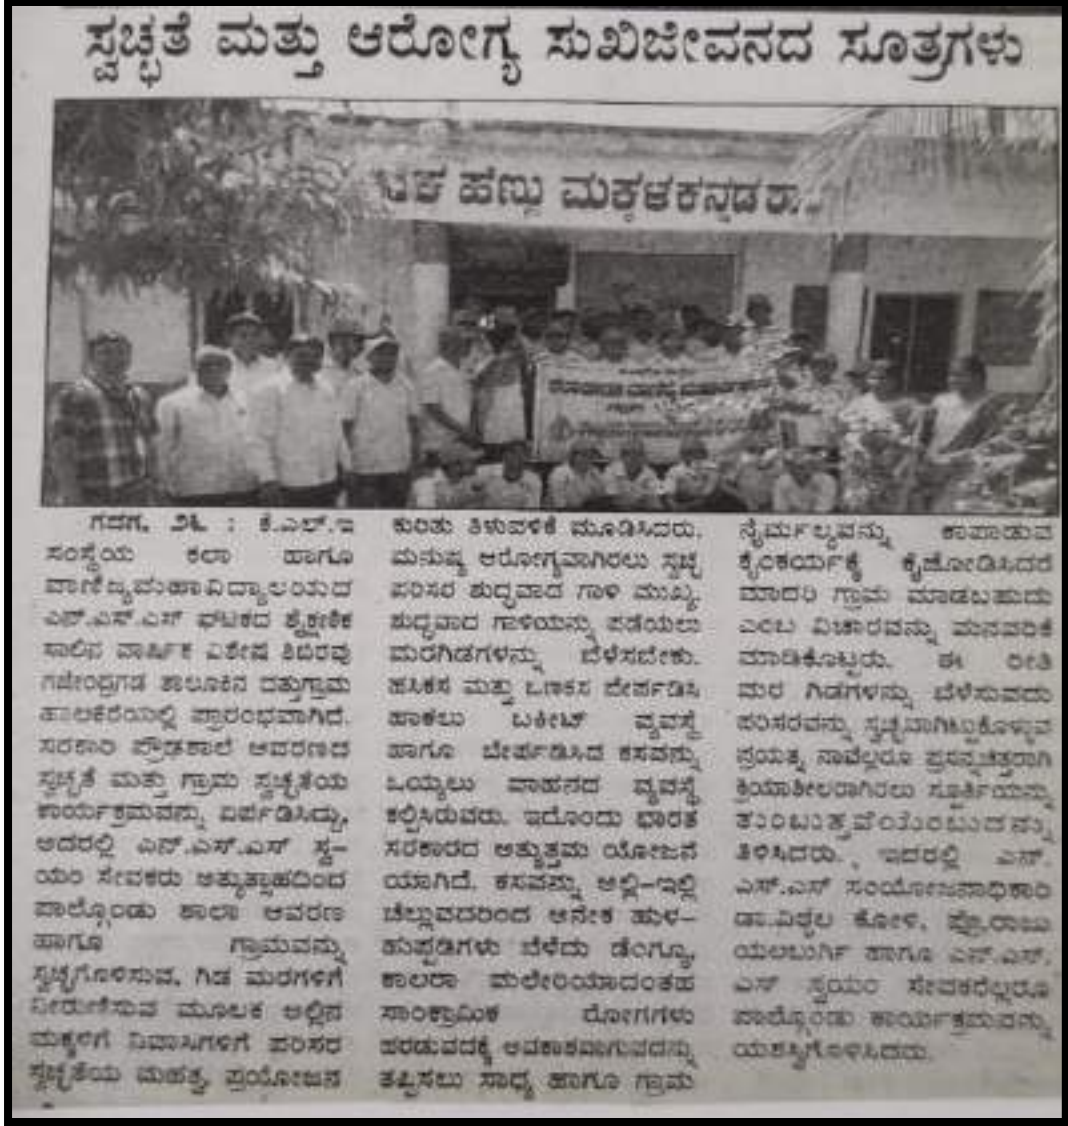 ಸ್ವಚ್ಛತೆ ಮತ್ತು ಆರೋಗ್ಯ ಸುಖಿಜೀವನದ ಸೂತ್ರಗಳು
ಹೆಣ್ಣು ಮಕ್ಕಳಕನ್ನಡ ಶಾ..
ಗದಗ, ೨೬ : ಕೆ.ಎಲ್.ಇ
ಸಂಸ್ಥೆಯ ಕಲಾ ಹಾಗೂ
ವಾಣಿಜ್ಯಮಹಾವಿದ್ಯಾಲಯದ
ಎನ್.ಎಸ್.ಎಸ್ ಘಟಕದ ಶೈಕ್ಷಣಿಕ
ಸಾಲಿನ ವಾರ್ಷಿಕ ವಿಶೇಷ ಶಿಬಿರವು
ಗಜೇಂದ್ರಗಡ ತಾಲೂಕಿನ ದತ್ತುಗ್ರಾಮ
ಹಾಲಕೆರೆಯಲ್ಲಿ ಪ್ರಾರಂಭವಾಗಿದೆ.
ಸರಕಾರಿ ಪ್ರೌಢಶಾಲೆ ಆವರಣದ
ಸ್ವಚ್ಛತೆ ಮತ್ತು ಗ್ರಾಮ ಸ್ವಚ್ಛತೆಯ
ಕಾರ್ಯಕ್ರಮವನ್ನು ಏರ್ಪಡಿಸಿದ್ದು,
ಅದರಲ್ಲಿ ಎನ್.ಎಸ್.ಎಸ್ ಸ್ವ-
ಯಂ ಸೇವಕರು ಅತ್ಯುತ್ಸಾಹದಿಂದ
ಪಾಲ್ಗೊಂಡು ಶಾಲಾ ಆವರಣ
ಹಾಗೂ ಗ್ರಾಮವನ್ನು
ಸ್ವಚ್ಛಗೊಳಿಸುವ, ಗಿಡ ಮರಗಳಿಗೆ
ನೀರುಣಿಸುವ ಮೂಲಕ ಅಲ್ಲಿನ
ಮಕ್ಕಳಿಗೆ ನಿವಾಸಿಗಳಿಗೆ ಪರಿಸರ
ಸ್ವಚ್ಛತೆಯ ಮಹತ್ವ, ಪ್ರಯೋಜನ
ಕುರಿತು ತಿಳುವಳಿಕೆ ಮೂಡಿಸಿದರು.
ಮನುಷ್ಯ ಆರೋಗ್ಯವಾಗಿರಲು ಸ್ವಚ್ಛ
ಪರಿಸರ ಶುದ್ಧವಾದ ಗಾಳಿ ಮುಖ್ಯ.
ಶುದ್ಧವಾದ ಗಾಳಿಯನ್ನು ಪಡೆಯಲು
ಮರಗಿಡಗಳನ್ನು ಬೆಳೆಸಬೇಕು.
ಹಸಿಕಸ ಮತ್ತು ಒಣಕಸ ಬೇರ್ಪಡಿಸಿ
ಹಾಕಲು ಬಕೀಟ್ ವ್ಯವಸ್ಥೆ
ಹಾಗೂ ಬೇರ್ಪಡಿಸಿದ ಕಸವನ್ನು
ಒಯ್ಯಲು ವಾಹನದ ವ್ಯವಸ್ಥೆ
ಕಲ್ಪಿಸಿರುವರು. ಇದೊಂದು ಭಾರತ
ಸರಕಾರದ ಅತ್ಯುತ್ತಮ ಯೋಜನೆ
ಯಾಗಿದೆ. ಕಸವನ್ನು ಅಲ್ಲಿ-ಇಲ್ಲಿ
ಚೆಲ್ಲುವದರಿಂದ ಅನೇಕ ಹುಳ-
ಹುಪ್ಪಡಿಗಳು ಬೆಳೆದು ಡೆಂಗ್ಯೂ,
ಕಾಲರಾ ಮಲೇರಿಯಾದಂತಹ
ಸಾಂಕ್ರಾಮಿಕ ರೋಗಗಳು
ಹರಡುವದಕ್ಕೆ ಅವಕಾಶವಾಗುವದನ್ನು
ತಪ್ಪಿಸಲು ಸಾಧ್ಯ ಹಾಗೂ ಗ್ರಾಮ
ನೈರ್ಮಲ್ಯವನ್ನು ಕಾಪಾಡುವ
ಕೈಂಕರ್ಯಕ್ಕೆ ಕೈಜೋಡಿಸಿದರೆ
ಮಾದರಿ ಗ್ರಾಮ ಮಾಡಬಹುದು
ಎಂಬ ವಿಚಾರವನ್ನು ಮನವರಿಕೆ
ಮಾಡಿಕೊಟ್ಟರು. ಈ ರೀತಿ
ಮರ ಗಿಡಗಳನ್ನು ಬೆಳೆಸುವದು
ಪರಿಸರವನ್ನು ಸ್ವಚ್ಛವಾಗಿಟ್ಟುಕೊಳ್ಳುವ
ಪ್ರಯತ್ನ ನಾವೆಲ್ಲರೂ ಪ್ರಸನ್ನಚಿತ್ತರಾಗಿ
ಕ್ರಿಯಾಶೀಲರಾಗಿರಲು ಸ್ಪೂರ್ತಿಯನ್ನು
ತುಂಬುತ್ತವೆಯೆಂಬುದನ್ನು
ತಿಳಿಸಿದರು., ಇದರಲ್ಲಿ ಎನ್.
ಎಸ್.ಎಸ್ ಸಂಯೋಜನಾಧಿಕಾರಿ
ಡಾ.ವಿಠ್ಠಲ ಕೋಳಿ, ಪ್ರೊ.ರಾಜು
ಯಲಬುರ್ಗಿ ಹಾಗೂ ಎನ್.ಎಸ್.
ಎಸ್ ಸ್ವಯಂ ಸೇವಕರೆಲ್ಲರೂ
ಪಾಲ್ಗೊಂಡು ಕಾರ್ಯಕ್ರಮವನ್ನು
ಯಶಸ್ವಿಗೊಳಿಸಿದರು.